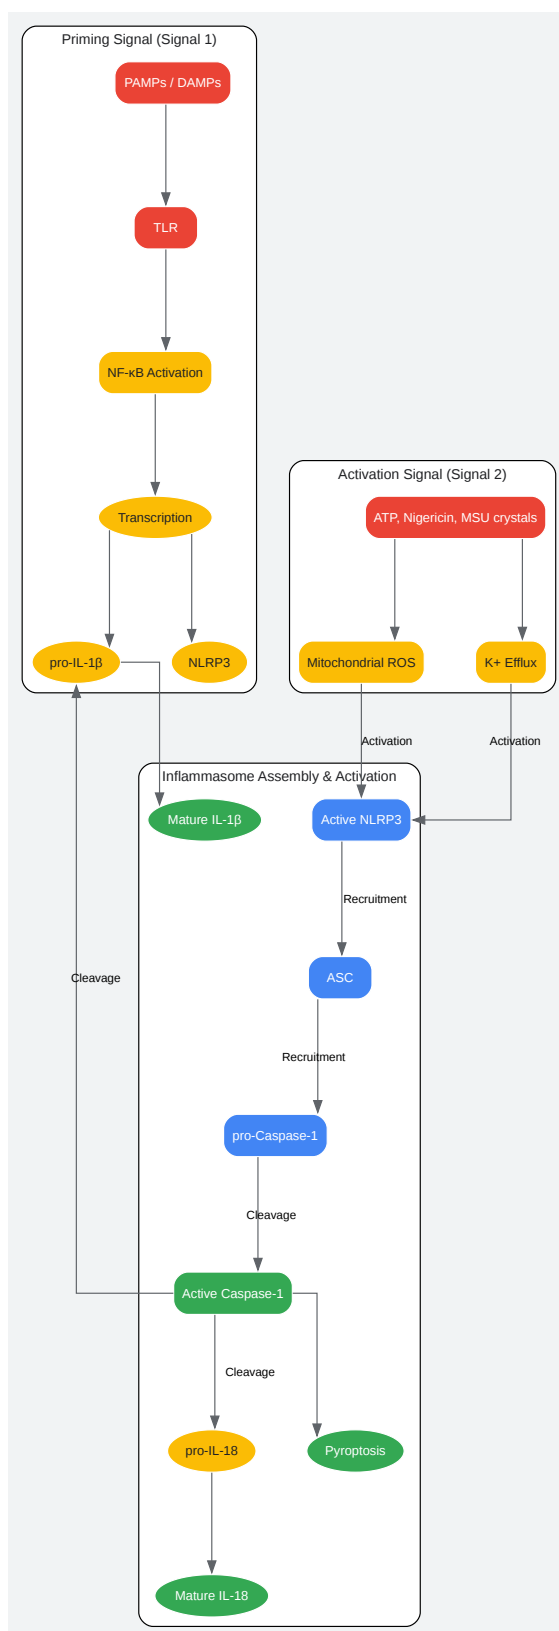 Priming Signal (Signal 1)
PAMPs / DAMPs
TLR
NF-κB Activation
Transcription
pro-IL-1β
NLRP3
Activation Signal (Signal 2)
ATP, Nigericin, MSU crystals
Mitochondrial ROS
K+ Efflux
Activation
Activation
Inflammasome Assembly & Activation
Mature IL-1β
Active NLRP3
Recruitment
ASC
Cleavage
Recruitment
pro-Caspase-1
Cleavage
Active Caspase-1
Cleavage
pro-IL-18
Pyroptosis
Mature IL-18